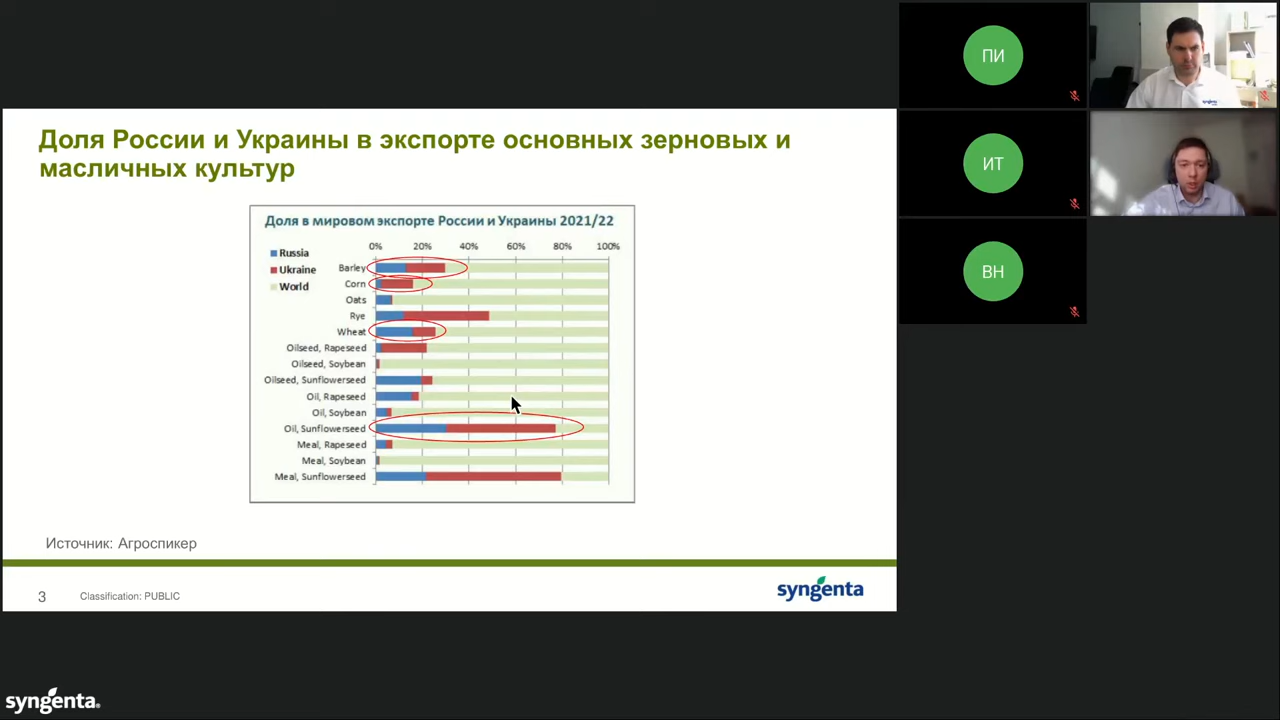 Доля России и Украины в экспорте основных зерновых и
масличных культур
Доля в мировом экспорте России и Украины 2021/22
0% 20% 40% 60% 80% 100%
Russia
Ukraine
World
Barley
Corn
Oats
Rye
Wheat
Oilseed, Rapeseed
Oilseed, Soybean
Oilseed, Sunflowerseed
Oil, Rapeseed
Oil, Soybean
Oil, Sunflowerseed
Meal, Rapeseed
Meal, Soybean
Meal, Sunflowerseed
Источник: Агроспикер
3
Classification: PUBLIC
syngenta
ПИ
syngenta
ИТ
ВН
syngenta®